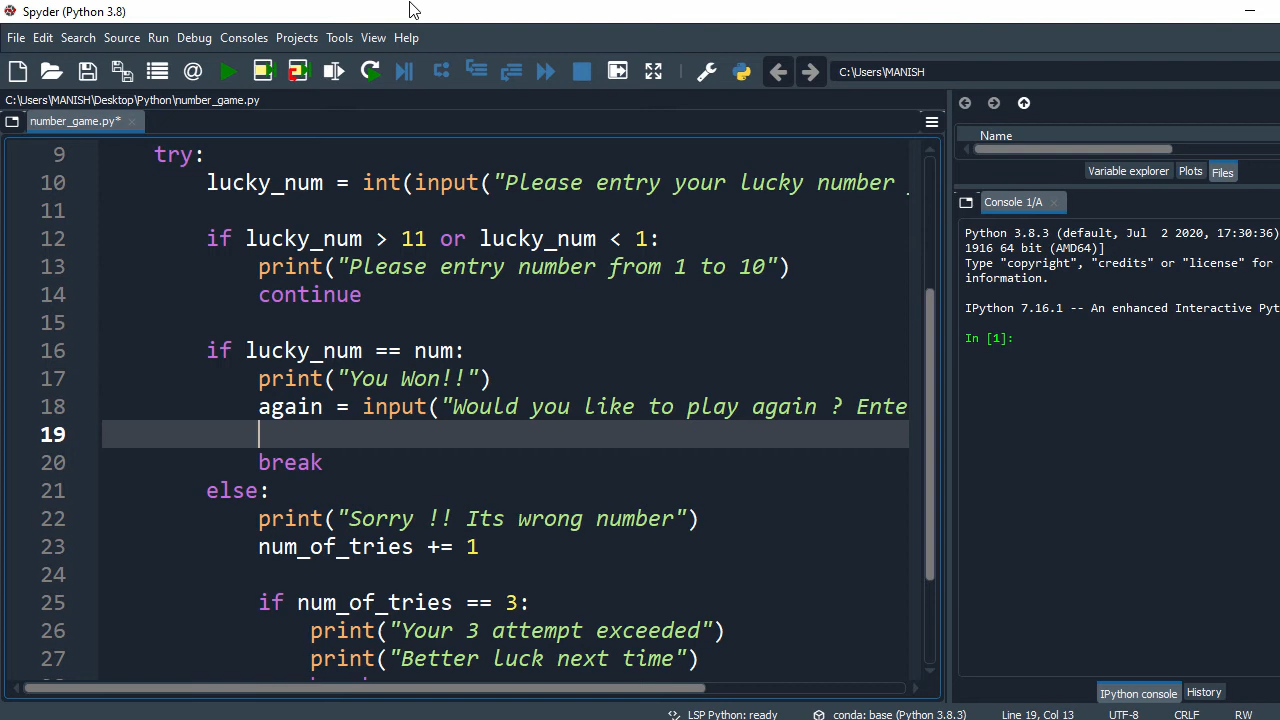 Spyder (Python 3.8)
File Edit Search Source Run Debug Consoles Projects Tools View Help
C:\Users\MANISH
C:\Users\MANISH\Desktop\Python\number_game.py
number_game.py*
9 try:
10 lucky_num = int(input("Please entry your lucky number
11
12 if lucky_num > 11 or lucky_num < 1:
13 print("Please entry number from 1 to 10")
14 continue
15
16 if lucky_num == num:
17 print("You Won!!")
18 again = input("Would you like to play again ? Ente
19
20 break
21 else:
22 print("Sorry !! Its wrong number")
23 num_of_tries += 1
24
25 if num_of_tries == 3:
26 print("Your 3 attempt exceeded")
27 print("Better luck next time")
Name
Variable explorer Plots Files
Console 1/A
Python 3.8.3 (default, Jul 2 2020, 17:30:36)
1916 64 bit (AMD64)]
Type "copyright", "credits" or "license" for
information.
IPython 7.16.1 -- An enhanced Interactive Pyt
In [1]:
IPython console History
LSP Python: ready conda: base (Python 3.8.3) Line 19, Col 13 UTF-8 CRLF RW